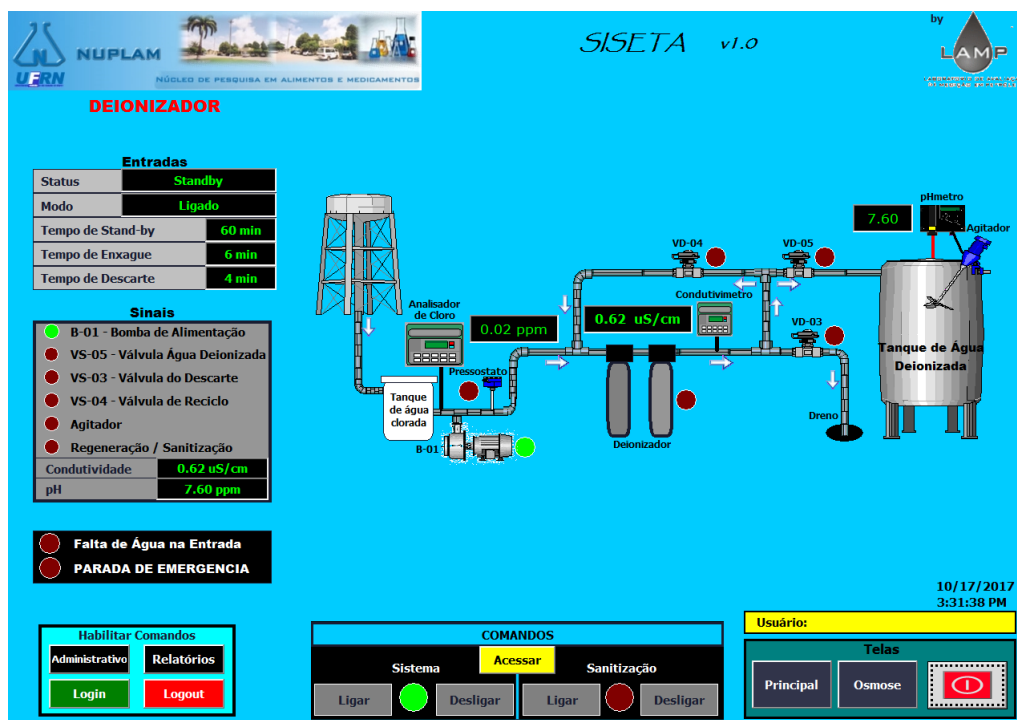 NUPLAM
UFRN
NÚCLEO DE PESQUISA EM ALIMENTOS E MEDICAMENTOS
SISETA v1.0
by
LAMP
DEIONIZADOR
Entradas
Status Standby
Modo Ligado
Tempo de Stand-by 60 min
Tempo de Enxague 6 min
Tempo de Descarte 4 min
Sinais
B-01 - Bomba de Alimentação
VS-05 - Válvula Água Deionizada
VS-03 - Válvula do Descarte
VS-04 - Válvula de Reciclo
Agitador
Regeneração / Sanitização
Condutividade 0.62 uS/cm
pH 7.60 ppm
Falta de Água na Entrada
PARADA DE EMERGENCIA
pHmetro
7.60
Agitador
VD-04
VD-05
Condutivimetro
Analisador
de Cloro
0.02 ppm
0.62 uS/cm
VD-03
Pressostato
Tanque
de água
clorada
B-01
Deionizador
Dreno
Tanque de Água
Deionizada
10/17/2017
3:31:38 PM
Habilitar Comandos
Administrativo Relatórios
Login Logout
COMANDOS
Acessar
Sistema Sanitização
Ligar Desligar Ligar Desligar
Usuário:
Telas
Principal Osmose